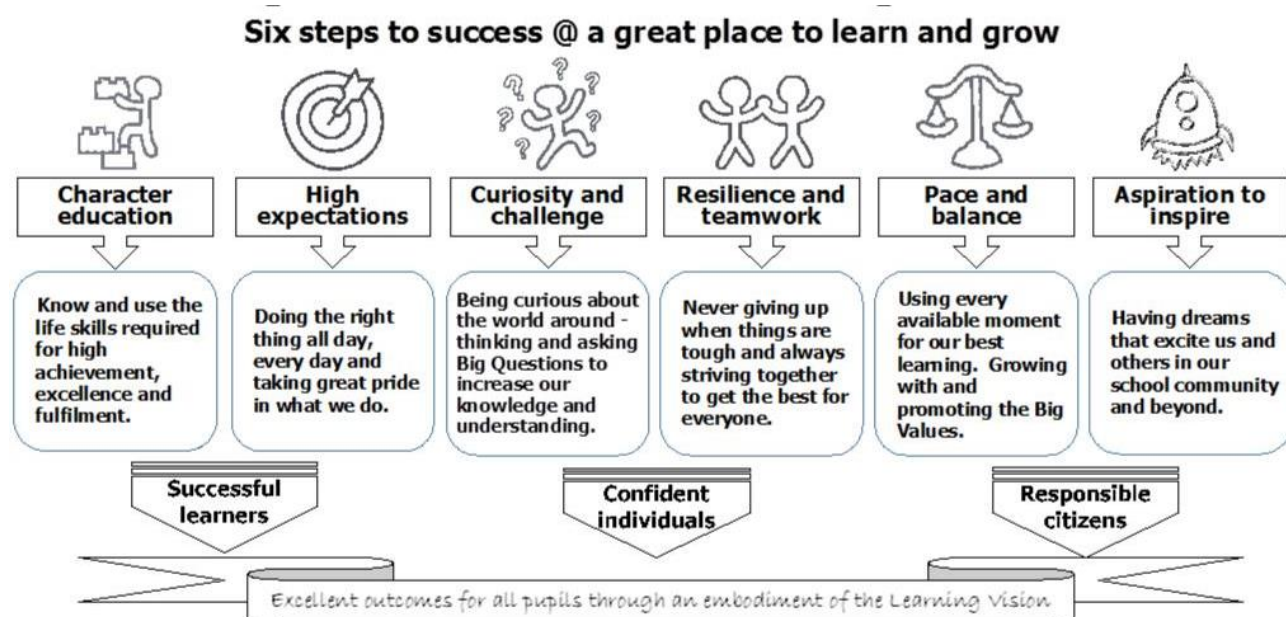 Six steps to success @ a great place to learn and grow
Character
education
High
expectations
Curiosity and
challenge
Resilience and
teamwork
Pace and
balance
Aspiration to
inspire
Know and use the
life skills required
for high
achievement,
excellence and
fulfilment.
Doing the right
thing all day,
every day and
taking great pride
in what we do.
Being curious about
the world around -
thinking and asking
Big Questions to
increase our
knowledge and
understanding.
Never giving up
when things are
tough and always
striving together
to get the best for
everyone.
Using every
available moment
for our best
learning. Growing
with and
promoting the Big
Values.
Having dreams
that excite us and
others in our
school community
and beyond.
Successful
learners
Confident
individuals
Responsible
citizens
Excellent outcomes for all pupils through an embodiment of the Learning Vision